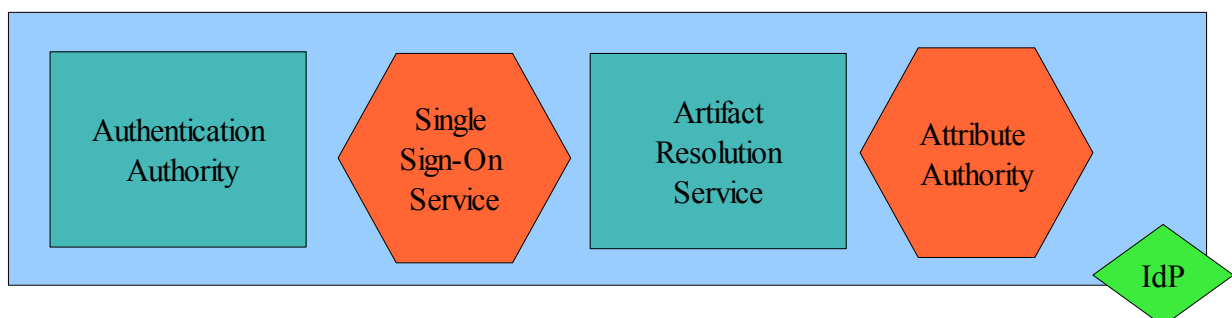 Authentication
Authority
Single
Sign-On
Service
Artifact
Resolution
Service
Attribute
Authority
IdP